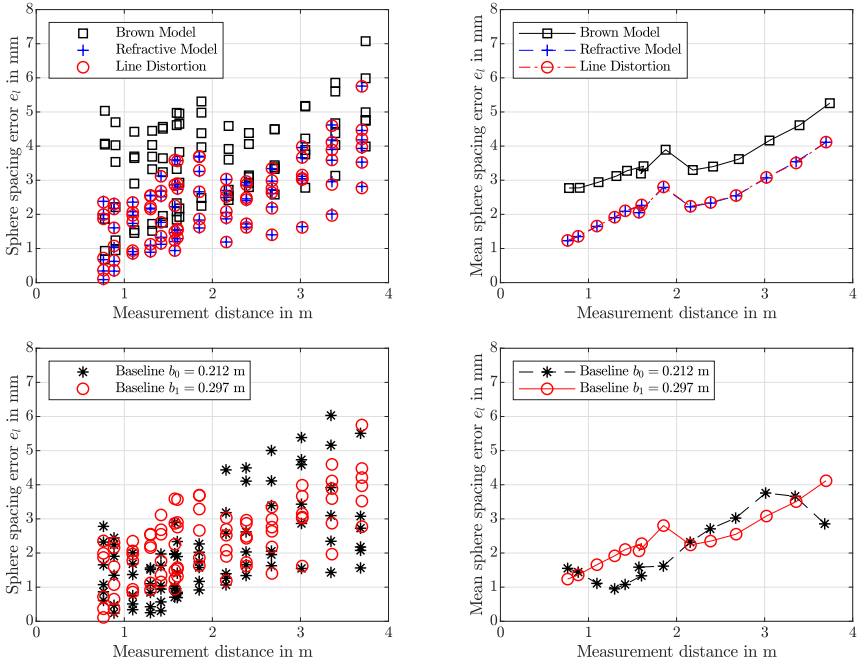 Sphere spacing error e_l in mm
8
7
6
5
4
3
2
1
0
Brown Model
Refractive Model
Line Distortion
0 1 2 3 4
Measurement distance in m
Mean sphere spacing error e_l in mm
8
7
6
5
4
3
2
1
0
Brown Model
Refractive Model
Line Distortion
0 1 2 3 4
Measurement distance in m
Sphere spacing error e_l in mm
8
7
6
5
4
3
2
1
0
Baseline b_0 = 0.212 m
Baseline b_1 = 0.297 m
0 1 2 3 4
Measurement distance in m
Mean sphere spacing error e_l in mm
8
7
6
5
4
3
2
1
0
Baseline b_0 = 0.212 m
Baseline b_1 = 0.297 m
0 1 2 3 4
Measurement distance in m